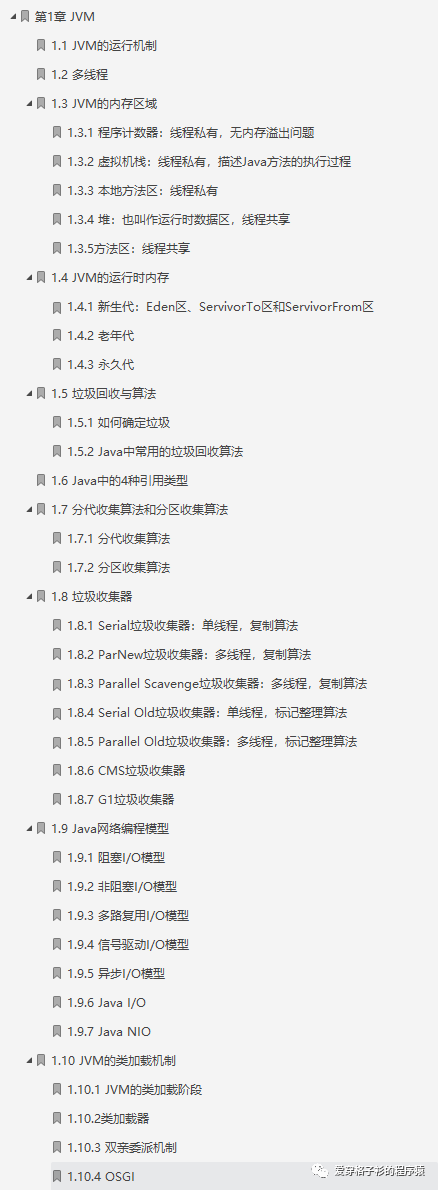 第1章 JVM
1.1 JVM的运行机制
1.2 多线程
1.3 JVM的内存区域
1.3.1 程序计数器：线程私有，无内存溢出问题
1.3.2 虚拟机栈：线程私有，描述Java方法的执行过程
1.3.3 本地方法区：线程私有
1.3.4 堆：也叫作运行时数据区，线程共享
1.3.5方法区：线程共享
1.4 JVM的运行时内存
1.4.1 新生代：Eden区、ServivorTo区和ServivorFrom区
1.4.2 老年代
1.4.3 永久代
1.5 垃圾回收与算法
1.5.1 如何确定垃圾
1.5.2 Java中常用的垃圾回收算法
1.6 Java中的4种引用类型
1.7 分代收集算法和分区收集算法
1.7.1 分代收集算法
1.7.2 分区收集算法
1.8 垃圾收集器
1.8.1 Serial垃圾收集器：单线程，复制算法
1.8.2 ParNew垃圾收集器：多线程，复制算法
1.8.3 Parallel Scavenge垃圾收集器：多线程，复制算法
1.8.4 Serial Old垃圾收集器：单线程，标记整理算法
1.8.5 Parallel Old垃圾收集器：多线程，标记整理算法
1.8.6 CMS垃圾收集器
1.8.7 G1垃圾收集器
1.9 Java网络编程模型
1.9.1 阻塞I/O模型
1.9.2 非阻塞I/O模型
1.9.3 多路复用I/O模型
1.9.4 信号驱动I/O模型
1.9.5 异步I/O模型
1.9.6 Java I/O
1.9.7 Java NIO
1.10 JVM的类加载机制
1.10.1 JVM的类加载阶段
1.10.2类加载器
1.10.3 双亲委派机制
1.10.4 OSGI
爱穿格子衫的程序猿